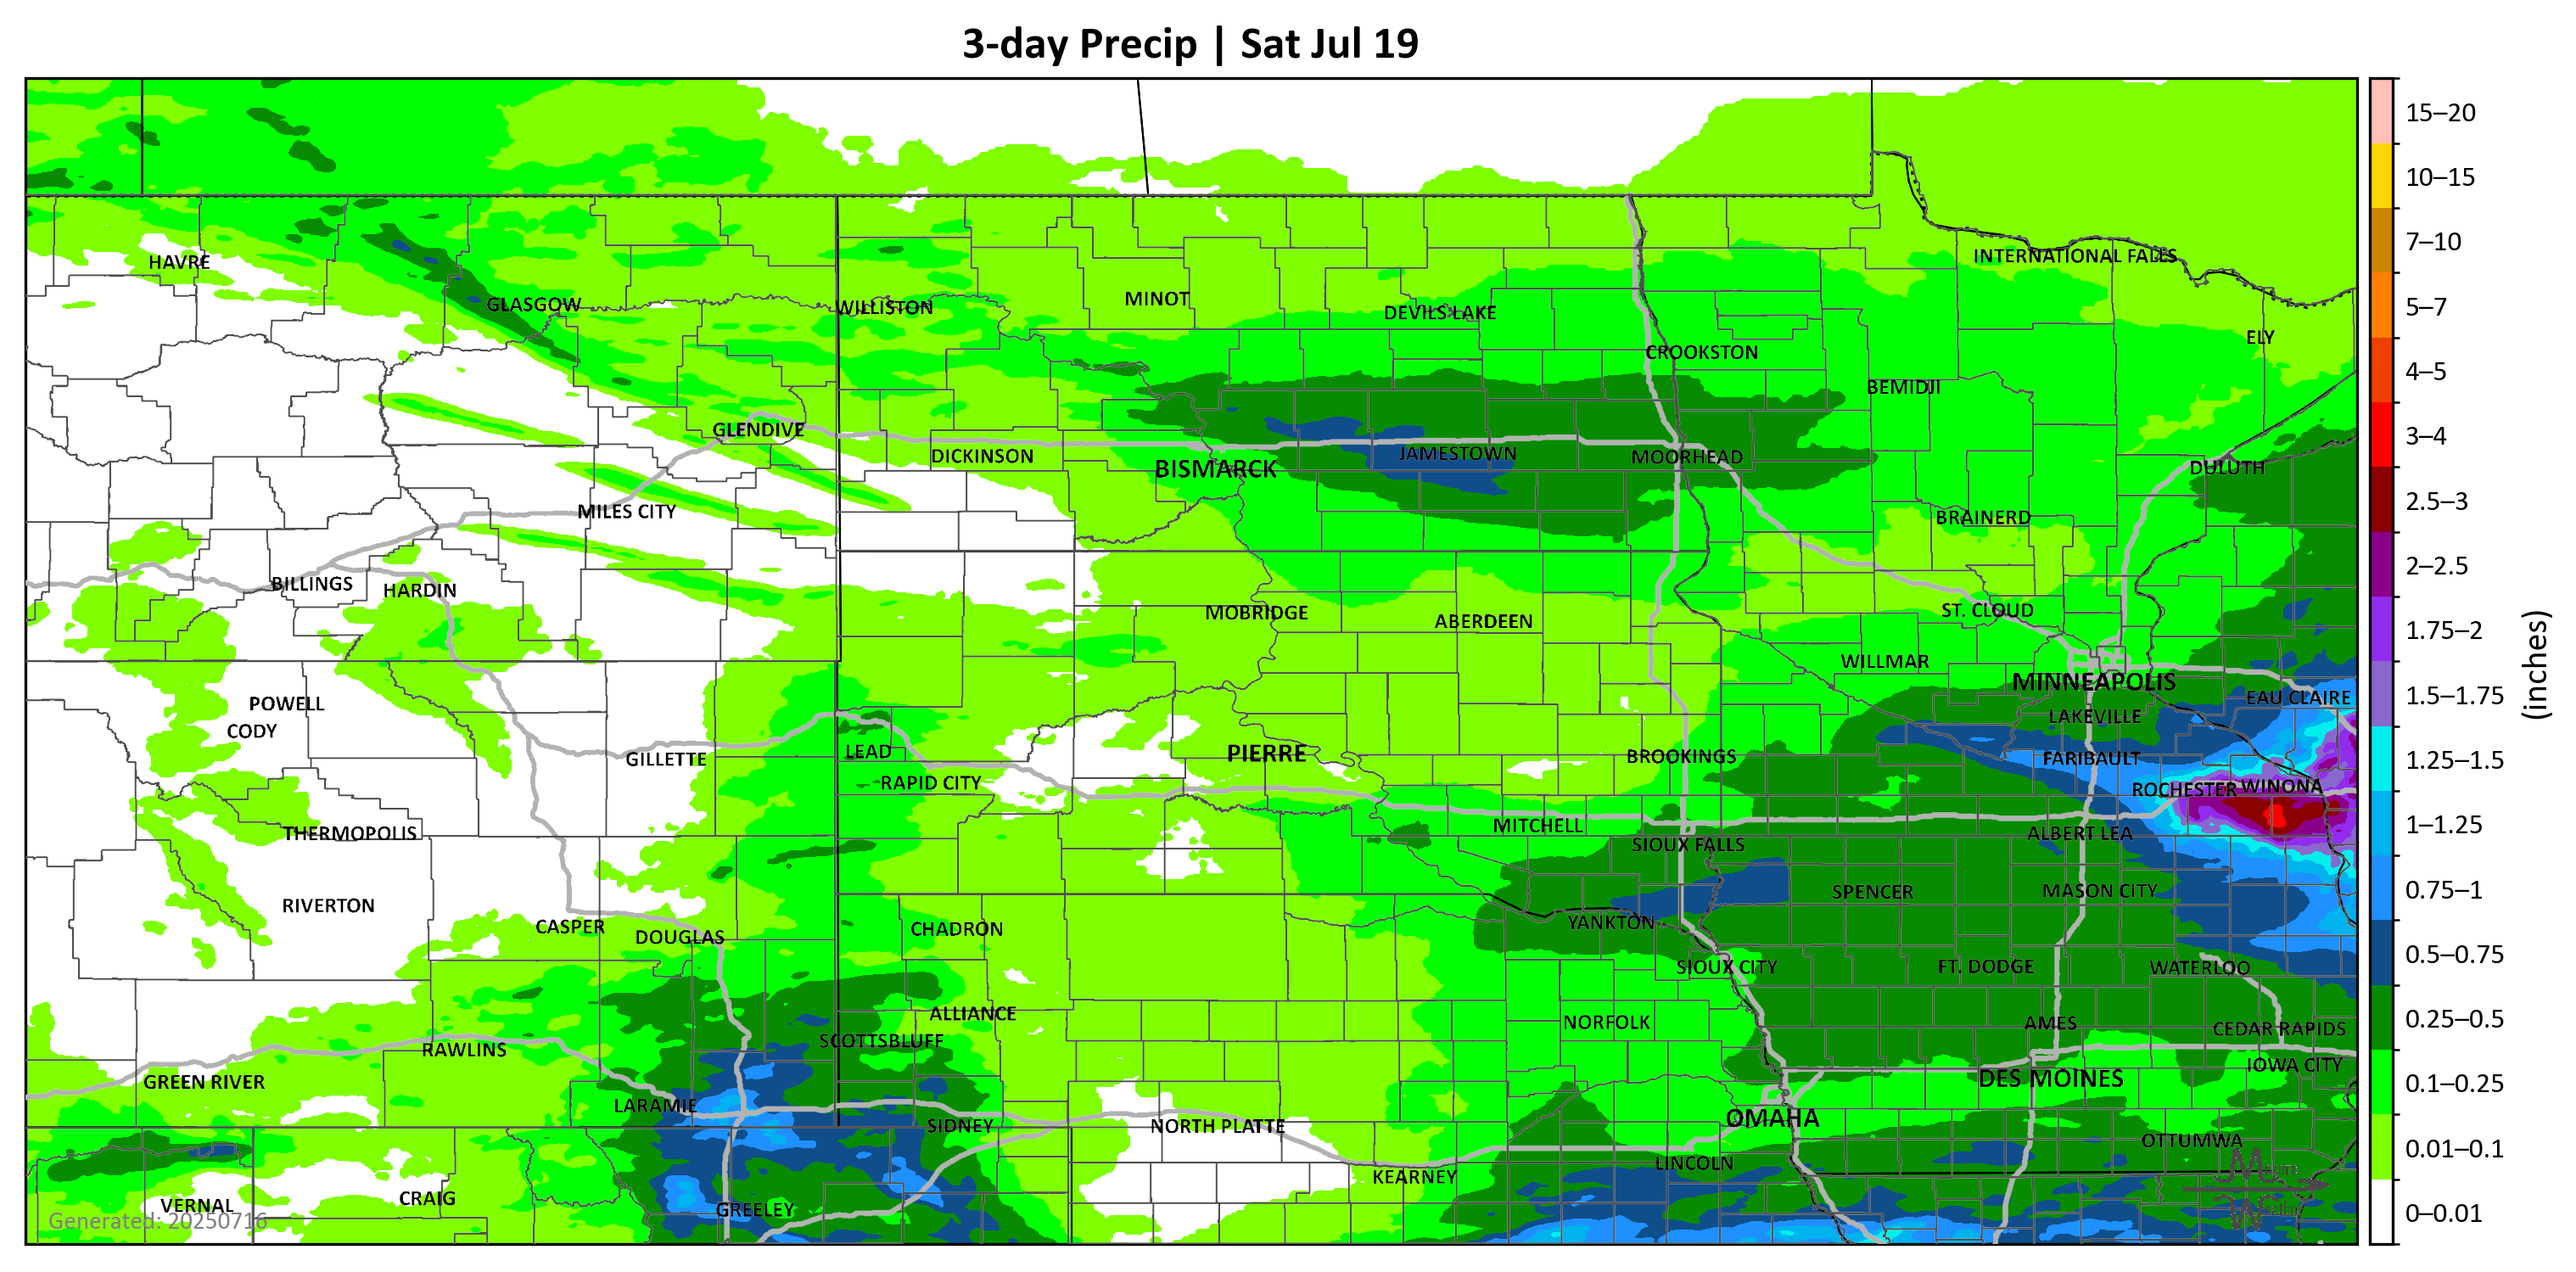 3-day Precip | Sat Jul 19
15–20
10–15
7–10
5–7
4–5
3–4
2.5–3
2–2.5
1.75–2
1.5–1.75
1.25–1.5
1–1.25
0.75–1
0.5–0.75
0.25–0.5
0.1–0.25
0.01–0.1
0–0.01
(inches)
INTERNATIONAL FALLS
HAVRE
GLASGOW
WILLISTON
MINOT
DEVILS LAKE
ELY
CROOKSTON
BEMIDJI
GLENDIVE
DICKINSON
BISMARCK
JAMESTOWN
MOORHEAD
DULUTH
MILES CITY
BRAINERD
BILLINGS
HARDIN
MOBRIDGE
ABERDEEN
ST. CLOUD
WILLMAR
MINNEAPOLIS
EAU CLAIRE
POWELL
CODY
LAKEVILLE
GILLETTE
LEAD
PIERRE
BROOKINGS
FARIBAULT
RAPID CITY
ROCHESTER
WINONA
THERMOPOLIS
MITCHELL
ALBERT LEA
SIOUX FALLS
RIVERTON
SPENCER
MASON CITY
CASPER
DOUGLAS
CHADRON
YANKTON
SIOUX CITY
FT. DODGE
WATERLOO
ALLIANCE
NORFOLK
AMES
CEDAR RAPIDS
SCOTTSBLUFF
RAWLINS
IOWA CITY
GREEN RIVER
DES MOINES
LARAMIE
OMAHA
SIDNEY
NORTH PLATTE
OTTUMWA
LINCOLN
KEARNEY
VERNAL
CRAIG
GREELEY
Generated: 20250716